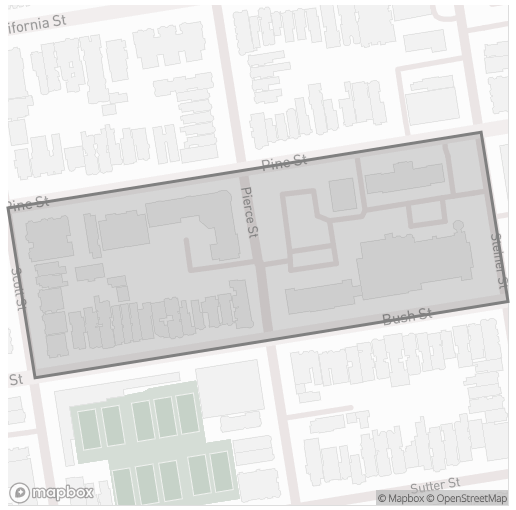 ifornia St
Pine St
Pine St
Pierce St
Scott St
Steiner St
Bush St
St
Sutter St
mapbox
© Mapbox © OpenStreetMap